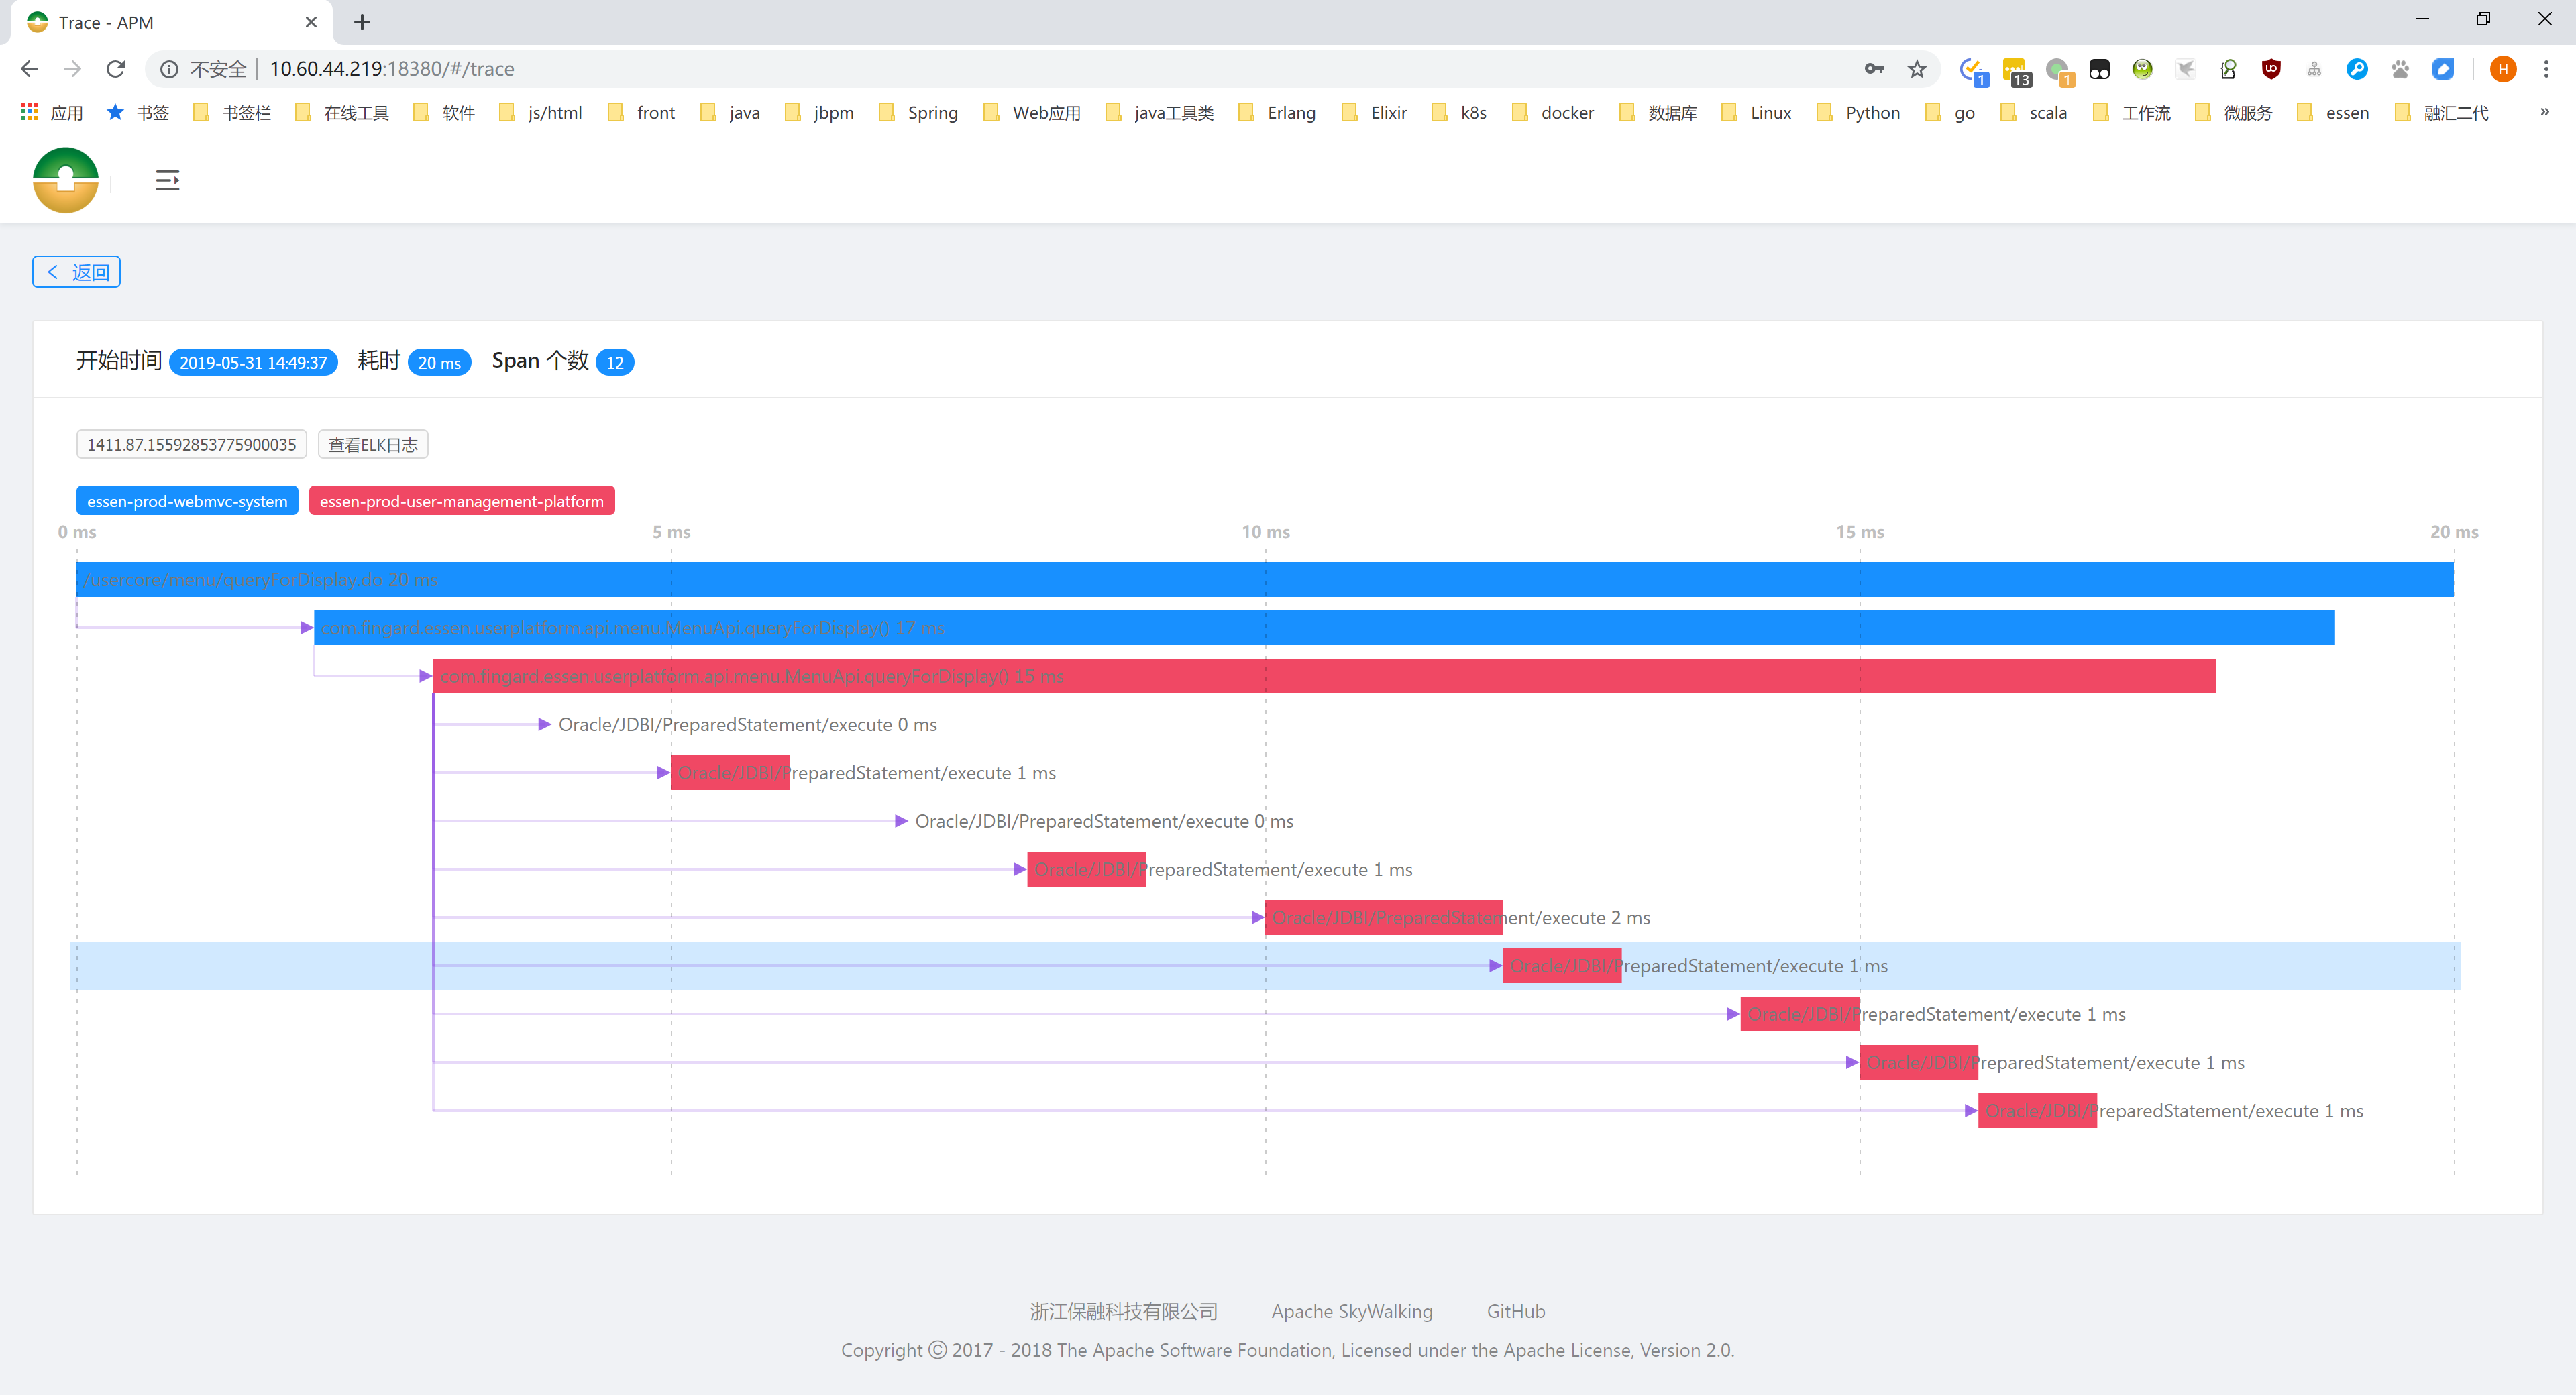 Trace - APM
不安全 10.60.44.219:18380/#/trace
1 13 1 H
应用 书签 书签栏 在线工具 软件 js/html front java jbpm Spring Web应用 java工具类 Erlang Elixir k8s docker 数据库 Linux Python go scala 工作流 微服务 essen 融汇二代 »
返回
开始时间 2019-05-31 14:49:37 耗时 20 ms Span 个数 12
1411.87.15592853775900035 查看ELK日志
essen-prod-webmvc-system essen-prod-user-management-platform
0 ms 5 ms 10 ms 15 ms 20 ms
/usercore/menu/queryForDisplay.do 20 ms
com.fingard.essen.userplatform.api.menu.MenuApi.queryForDisplay() 17 ms
com.fingard.essen.userplatform.api.menu.MenuApi.queryForDisplay() 15 ms
Oracle/JDBI/PreparedStatement/execute 0 ms
Oracle/JDBI/PreparedStatement/execute 1 ms
Oracle/JDBI/PreparedStatement/execute 0 ms
Oracle/JDBI/PreparedStatement/execute 1 ms
Oracle/JDBI/PreparedStatement/execute 2 ms
Oracle/JDBI/PreparedStatement/execute 1 ms
Oracle/JDBI/PreparedStatement/execute 1 ms
Oracle/JDBI/PreparedStatement/execute 1 ms
Oracle/JDBI/PreparedStatement/execute 1 ms
浙江保融科技有限公司 Apache SkyWalking GitHub
Copyright © 2017 - 2018 The Apache Software Foundation, Licensed under the Apache License, Version 2.0.